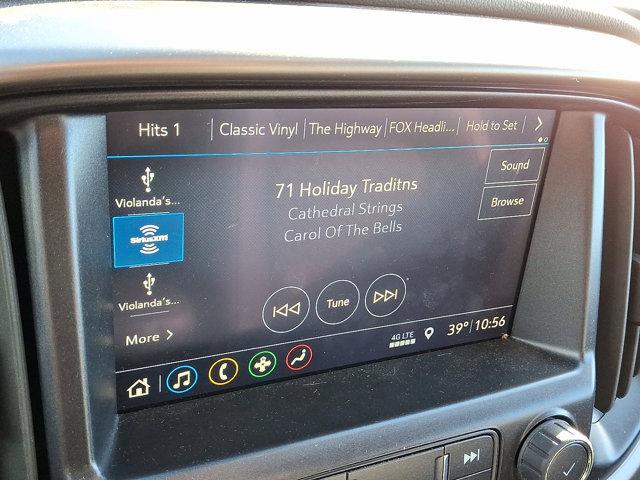 Hits 1 Classic Vinyl The Highway FOX Headli... Hold to Set
Violanda's...
71 Holiday Traditns
Sound
SiriusXM
Cathedral Strings
Browse
Carol Of The Bells
Violanda's...
Tune
More
4G LTE 39° 10:56